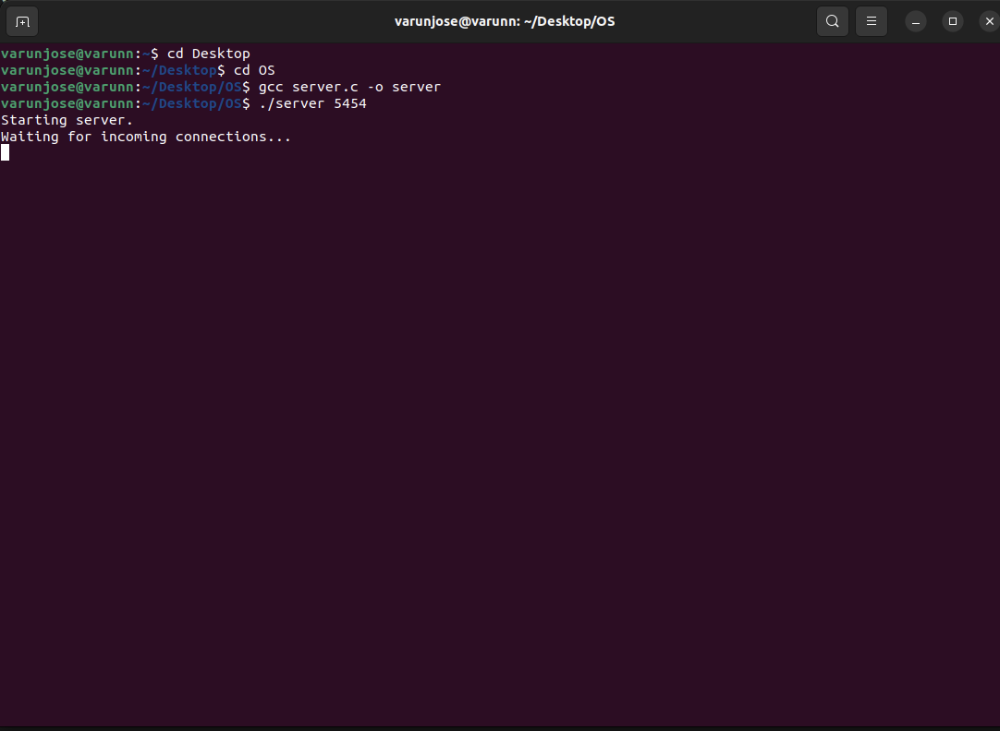 varunjose@varunn: ~/Desktop/OS
varunjose@varunn:~$ cd Desktop
varunjose@varunn:~/Desktop$ cd OS
varunjose@varunn:~/Desktop/OS$ gcc server.c -o server
varunjose@varunn:~/Desktop/OS$ ./server 5454
Starting server.
Waiting for incoming connections...